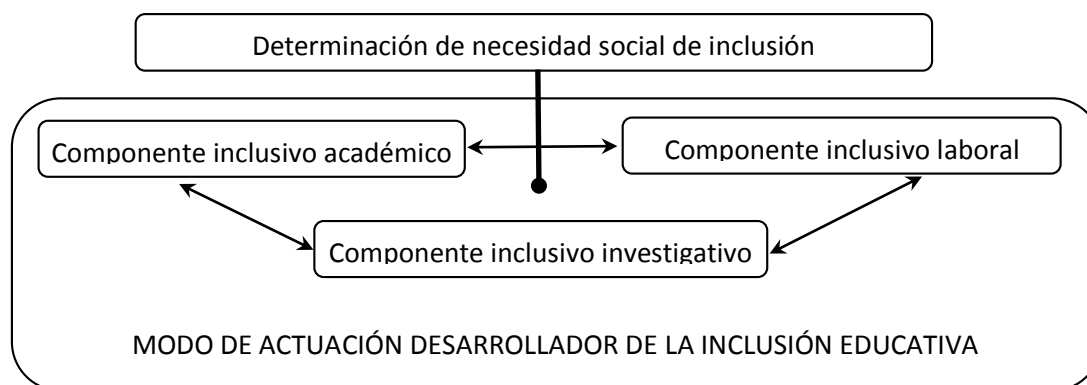 Determinación de necesidad social de inclusión
Componente inclusivo académico
Componente inclusivo laboral
Componente inclusivo investigativo
MODO DE ACTUACIÓN DESARROLLADOR DE LA INCLUSIÓN EDUCATIVA